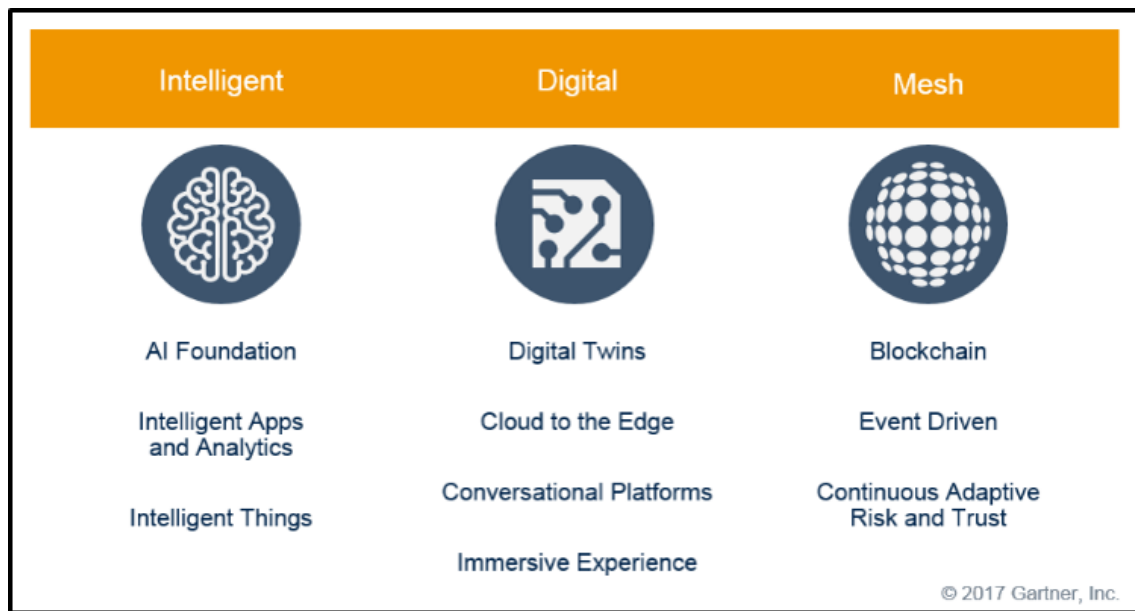 Intelligent
Digital
Mesh
AI Foundation
Intelligent Apps
and Analytics
Intelligent Things
Digital Twins
Cloud to the Edge
Conversational Platforms
Immersive Experience
Blockchain
Event Driven
Continuous Adaptive
Risk and Trust
© 2017 Gartner, Inc.